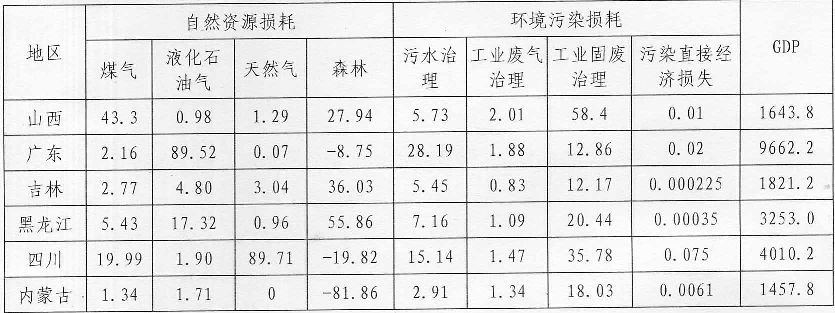 地区 自然资源损耗 环境污染损耗 GDP
煤气 液化石油气 天然气 森林 污水治理 工业废气治理 工业固废治理 污染直接经济损失
山西 43.3 0.98 1.29 27.94 5.73 2.01 58.4 0.01 1643.8
广东 2.16 89.52 0.07 -8.75 28.19 1.88 12.86 0.02 9662.2
吉林 2.77 4.80 3.04 36.03 5.45 0.83 12.17 0.000225 1821.2
黑龙江 5.43 17.32 0.96 55.86 7.16 1.09 20.44 0.00035 3253.0
四川 19.99 1.90 89.71 -19.82 15.14 1.47 35.78 0.075 4010.2
内蒙古 1.34 1.71 0 -81.86 2.91 1.34 18.03 0.0061 1457.8